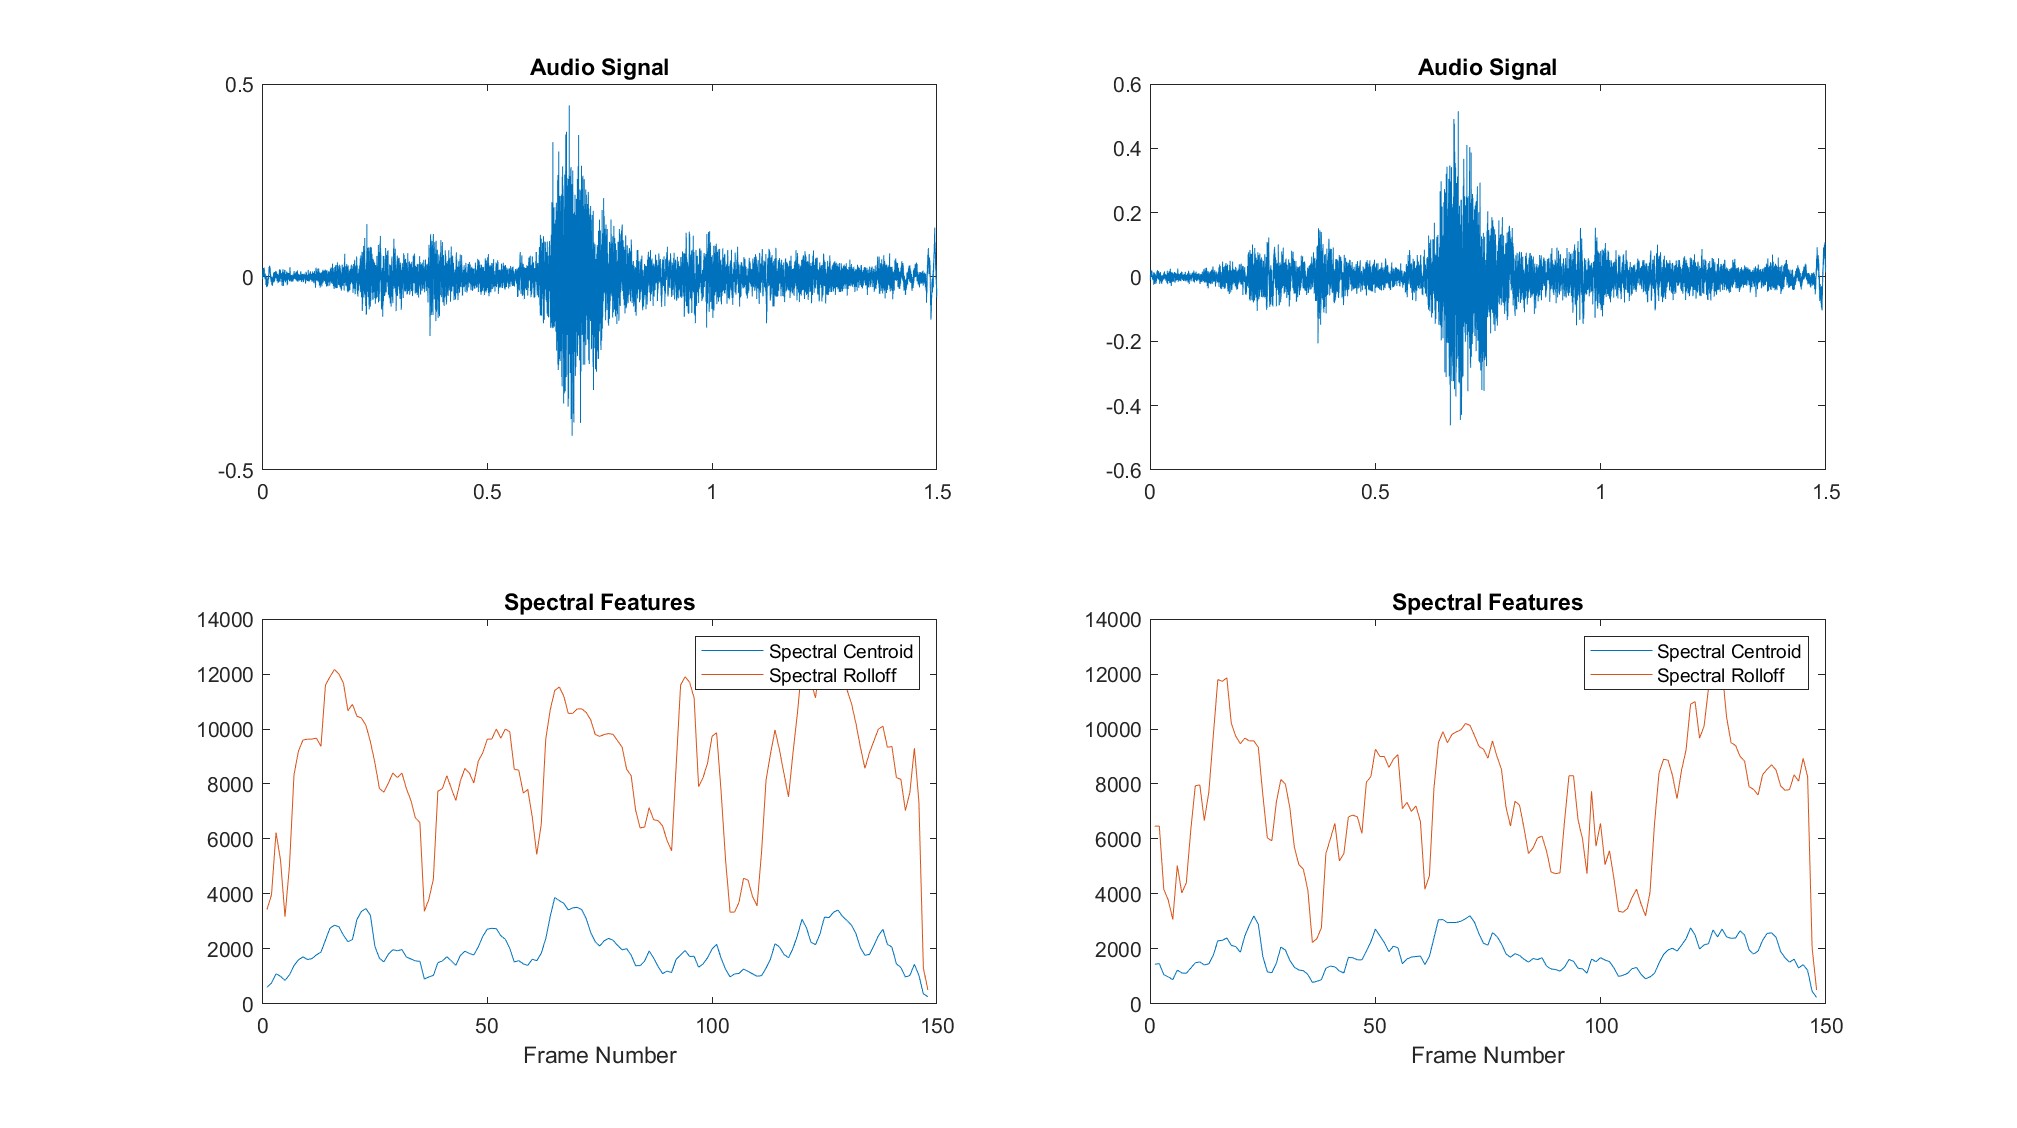 Audio Signal
0.5
0
-0.5
0 0.5 1 1.5
Audio Signal
0.6
0.4
0.2
0
-0.2
-0.4
-0.6
0 0.5 1 1.5
Spectral Features
14000
12000
10000
8000
6000
4000
2000
0
Spectral Centroid
Spectral Rolloff
0 50 100 150
Frame Number
Spectral Features
14000
12000
10000
8000
6000
4000
2000
0
Spectral Centroid
Spectral Rolloff
0 50 100 150
Frame Number